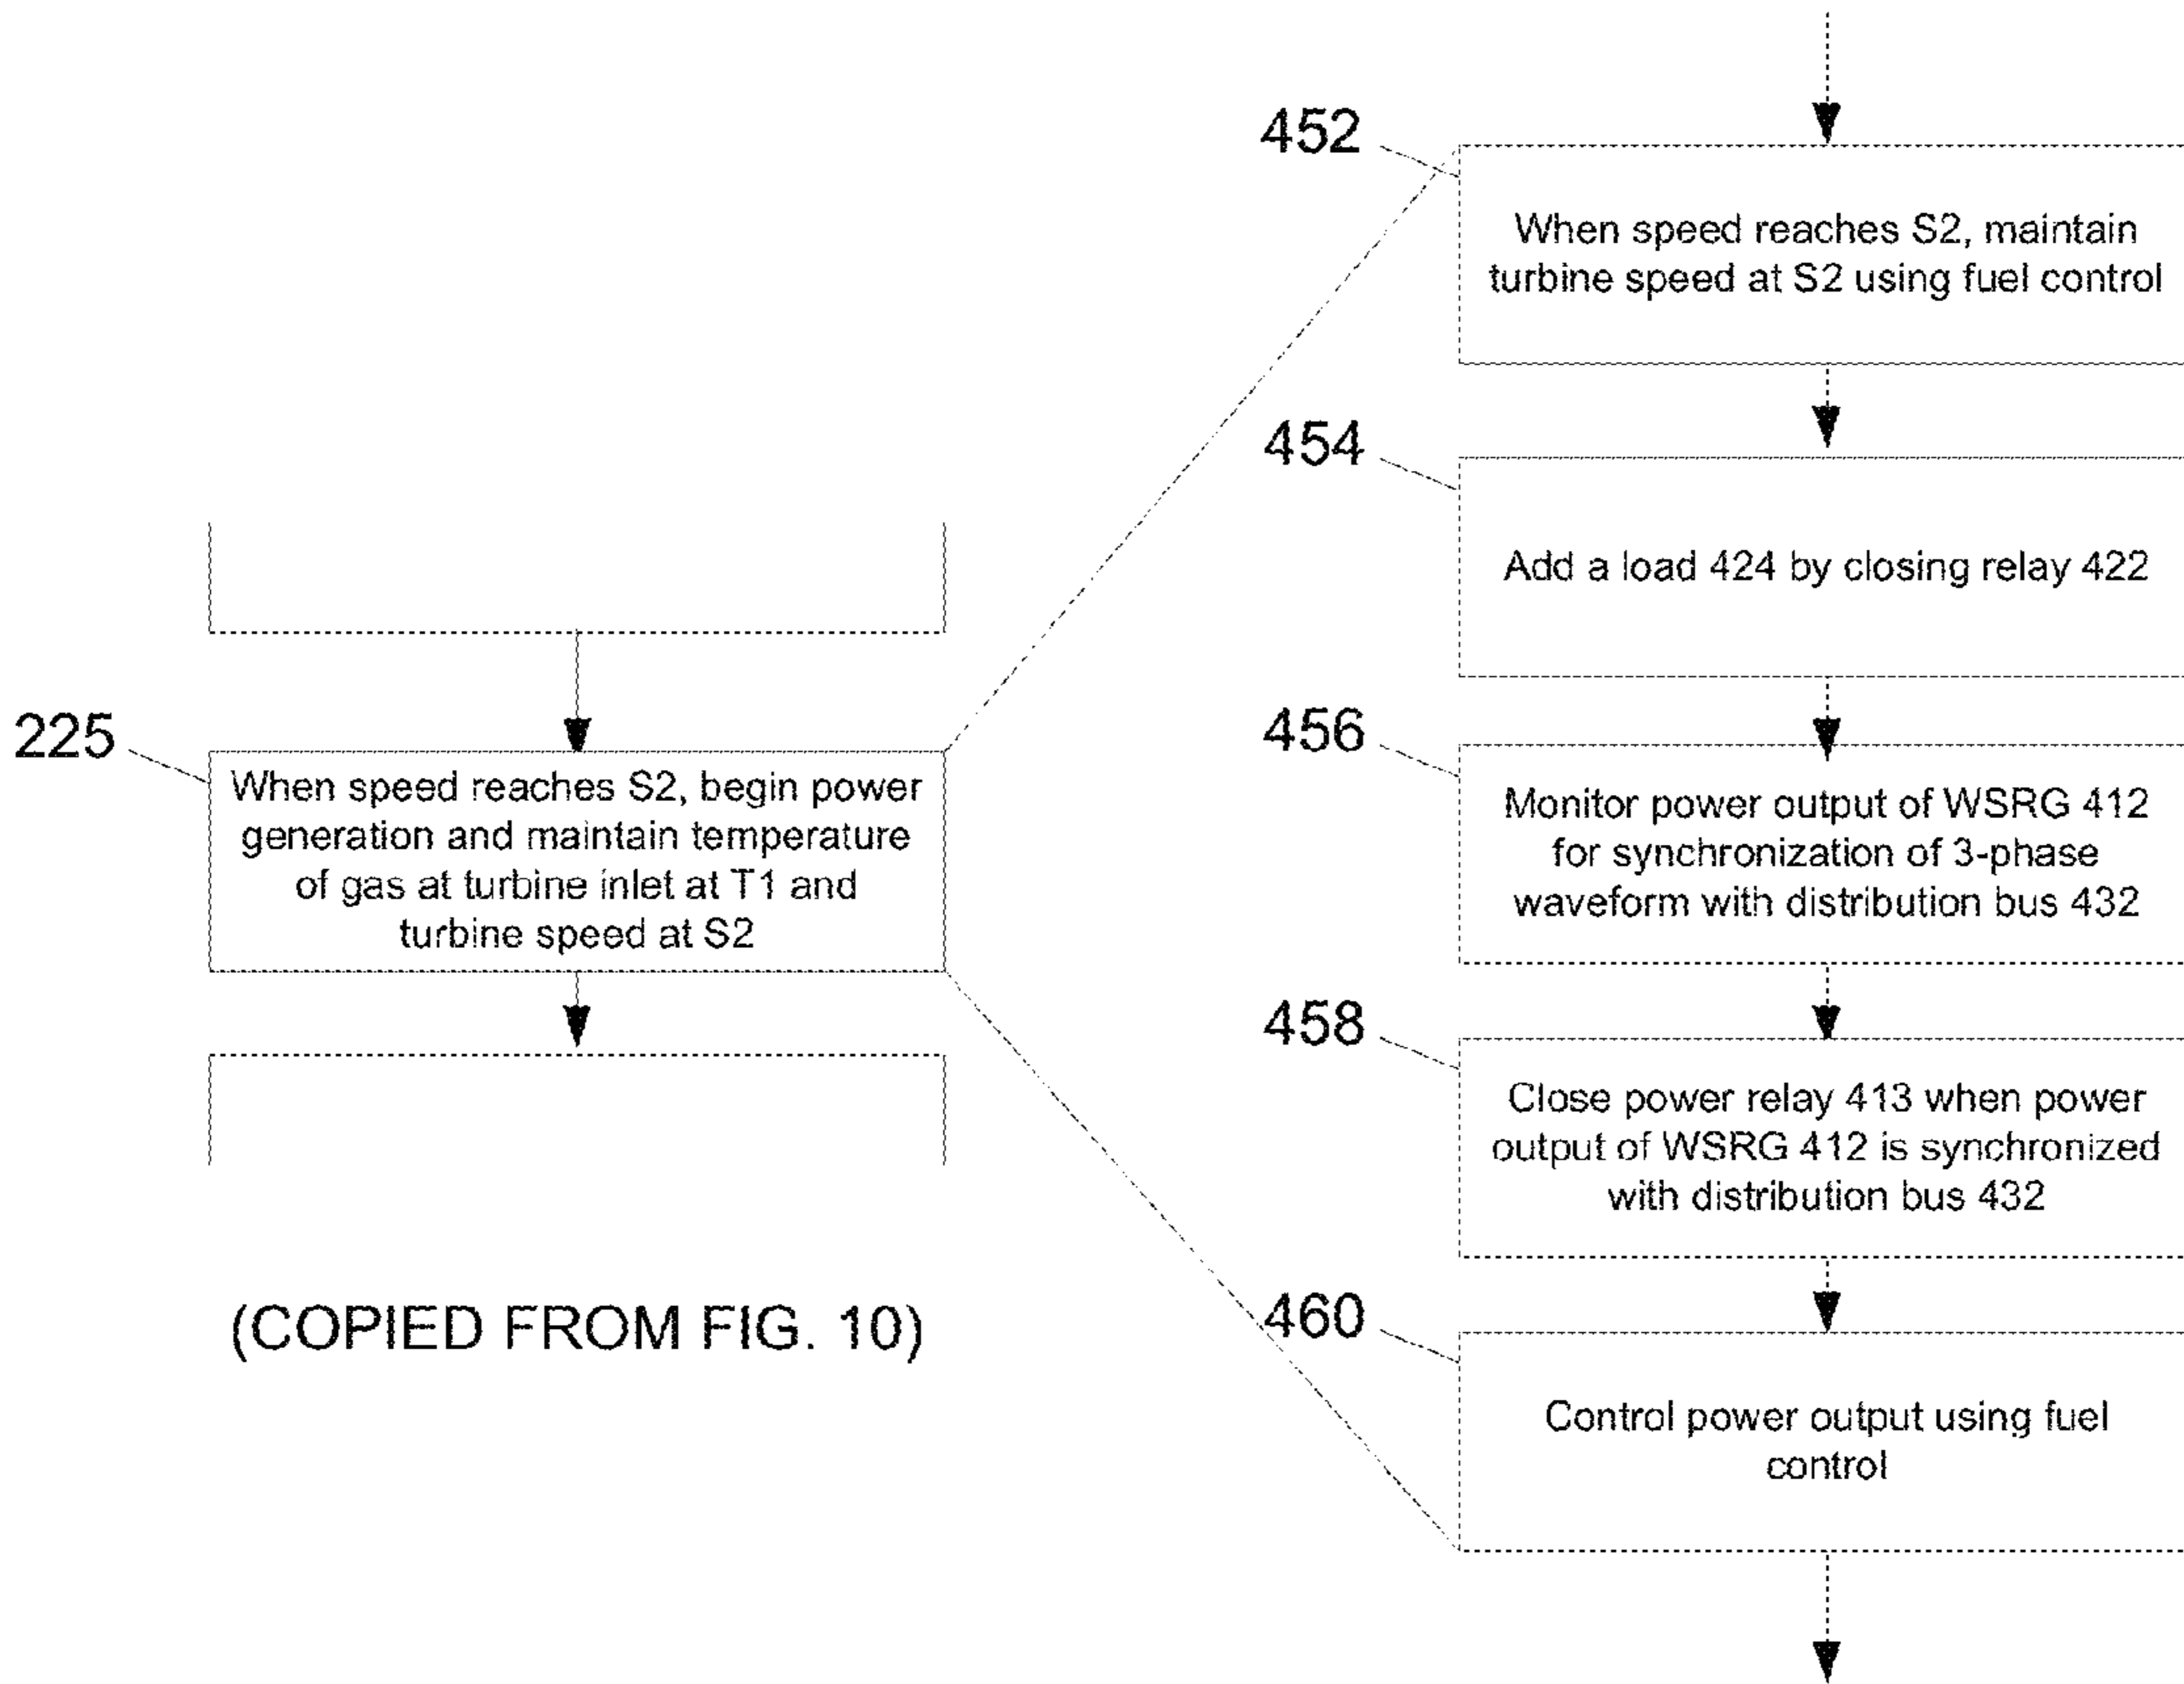 225
When speed reaches S2, begin power
generation and maintain temperature
of gas at turbine inlet at T1 and
turbine speed at S2
(COPIED FROM FIG. 10)
452
When speed reaches S2, maintain
turbine speed at S2 using fuel control
454
Add a load 424 by closing relay 422
456
Monitor power output of WSRG 412
for synchronization of 3-phase
waveform with distribution bus 432
458
Close power relay 413 when power
output of WSRG 412 is synchronized
with distribution bus 432
460
Control power output using fuel
control